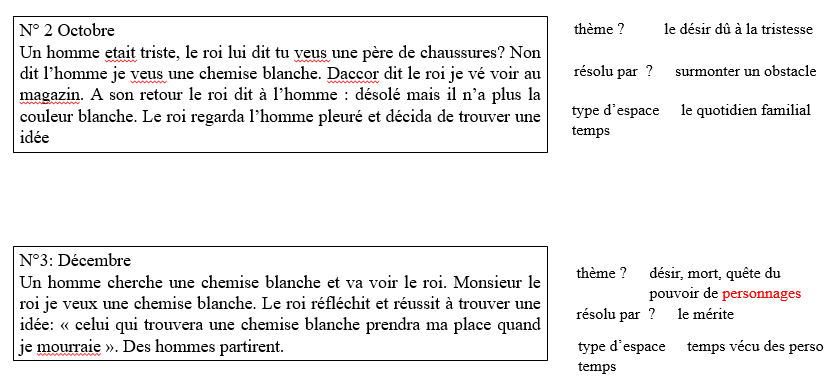 N° 2 Octobre
Un homme etait triste, le roi lui dit tu veus une père de chaussures? Non
dit l'homme je veus une chemise blanche. Daccor dit le roi je vé voir au
magazin. A son retour le roi dit à l'homme : désolé mais il n'a plus la
couleur blanche. Le roi regarda l'homme pleuré et décida de trouver une
idée
thème ? le désir dû à la tristesse
résolu par ? surmonter un obstacle
type d'espace le quotidien familial
temps
N°3: Décembre
Un homme cherche une chemise blanche et va voir le roi. Monsieur le
roi je veux une chemise blanche. Le roi réfléchit et réussit à trouver une
idée: « celui qui trouvera une chemise blanche prendra ma place quand
je mourraie ». Des hommes partirent.
thème ? désir, mort, quête du
pouvoir de personnages
résolu par ? le mérite
type d'espace temps vécu des perso
temps